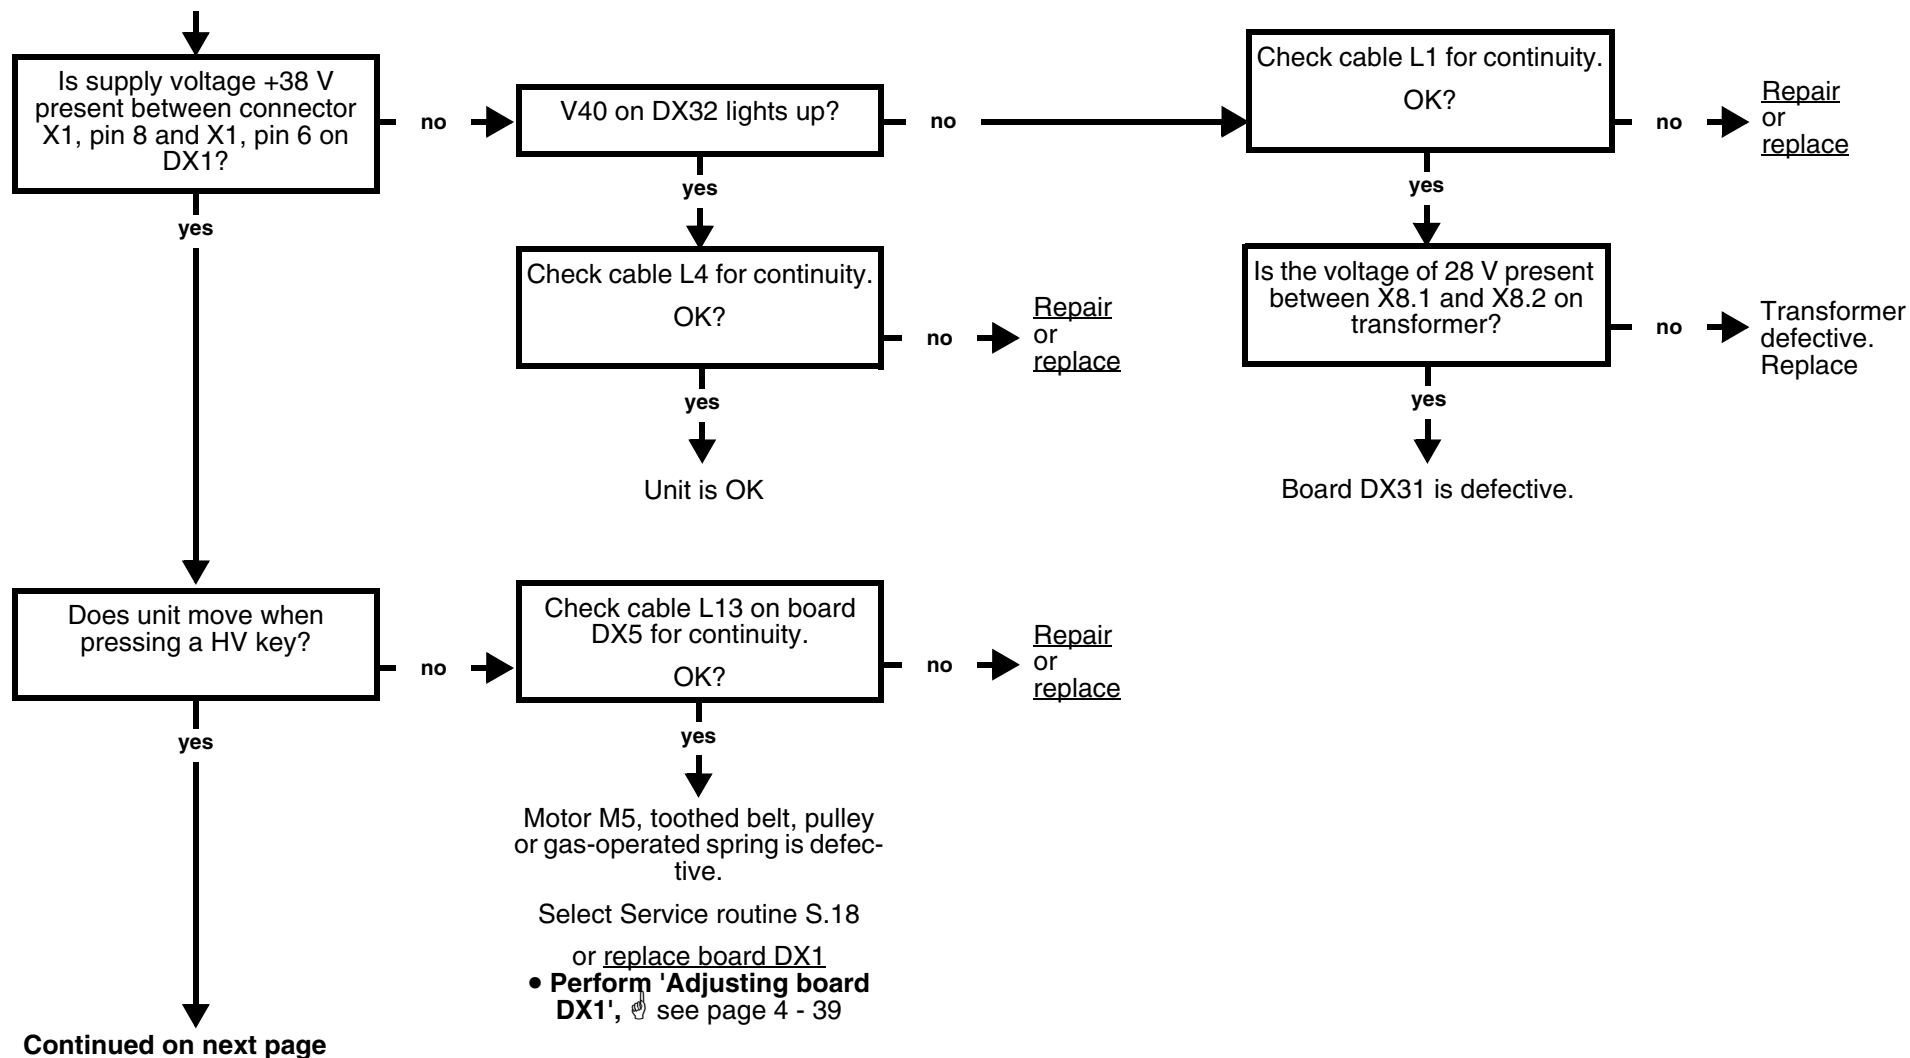 Is supply voltage +38 V
present between connector
X1, pin 8 and X1, pin 6 on
DX1?
no
V40 on DX32 lights up?
no
Check cable L1 for continuity.
OK?
no
Repair
or
replace
yes
yes
yes
Check cable L4 for continuity.
OK?
no
Repair
or
replace
Is the voltage of 28 V present
between X8.1 and X8.2 on
transformer?
no
Transformer
defective.
Replace
yes
yes
Unit is OK
Board DX31 is defective.
Does unit move when
pressing a HV key?
no
Check cable L13 on board
DX5 for continuity.
OK?
no
Repair
or
replace
yes
yes
Motor M5, toothed belt, pulley
or gas-operated spring is defec-
tive.
Select Service routine S.18
or replace board DX1
• Perform 'Adjusting board
DX1', ☝ see page 4 - 39
Continued on next page